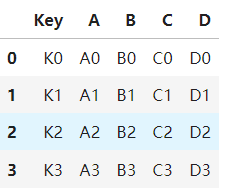 Key A B C D
0 K0 A0 B0 C0 D0
1 K1 A1 B1 C1 D1
2 K2 A2 B2 C2 D2
3 K3 A3 B3 C3 D3